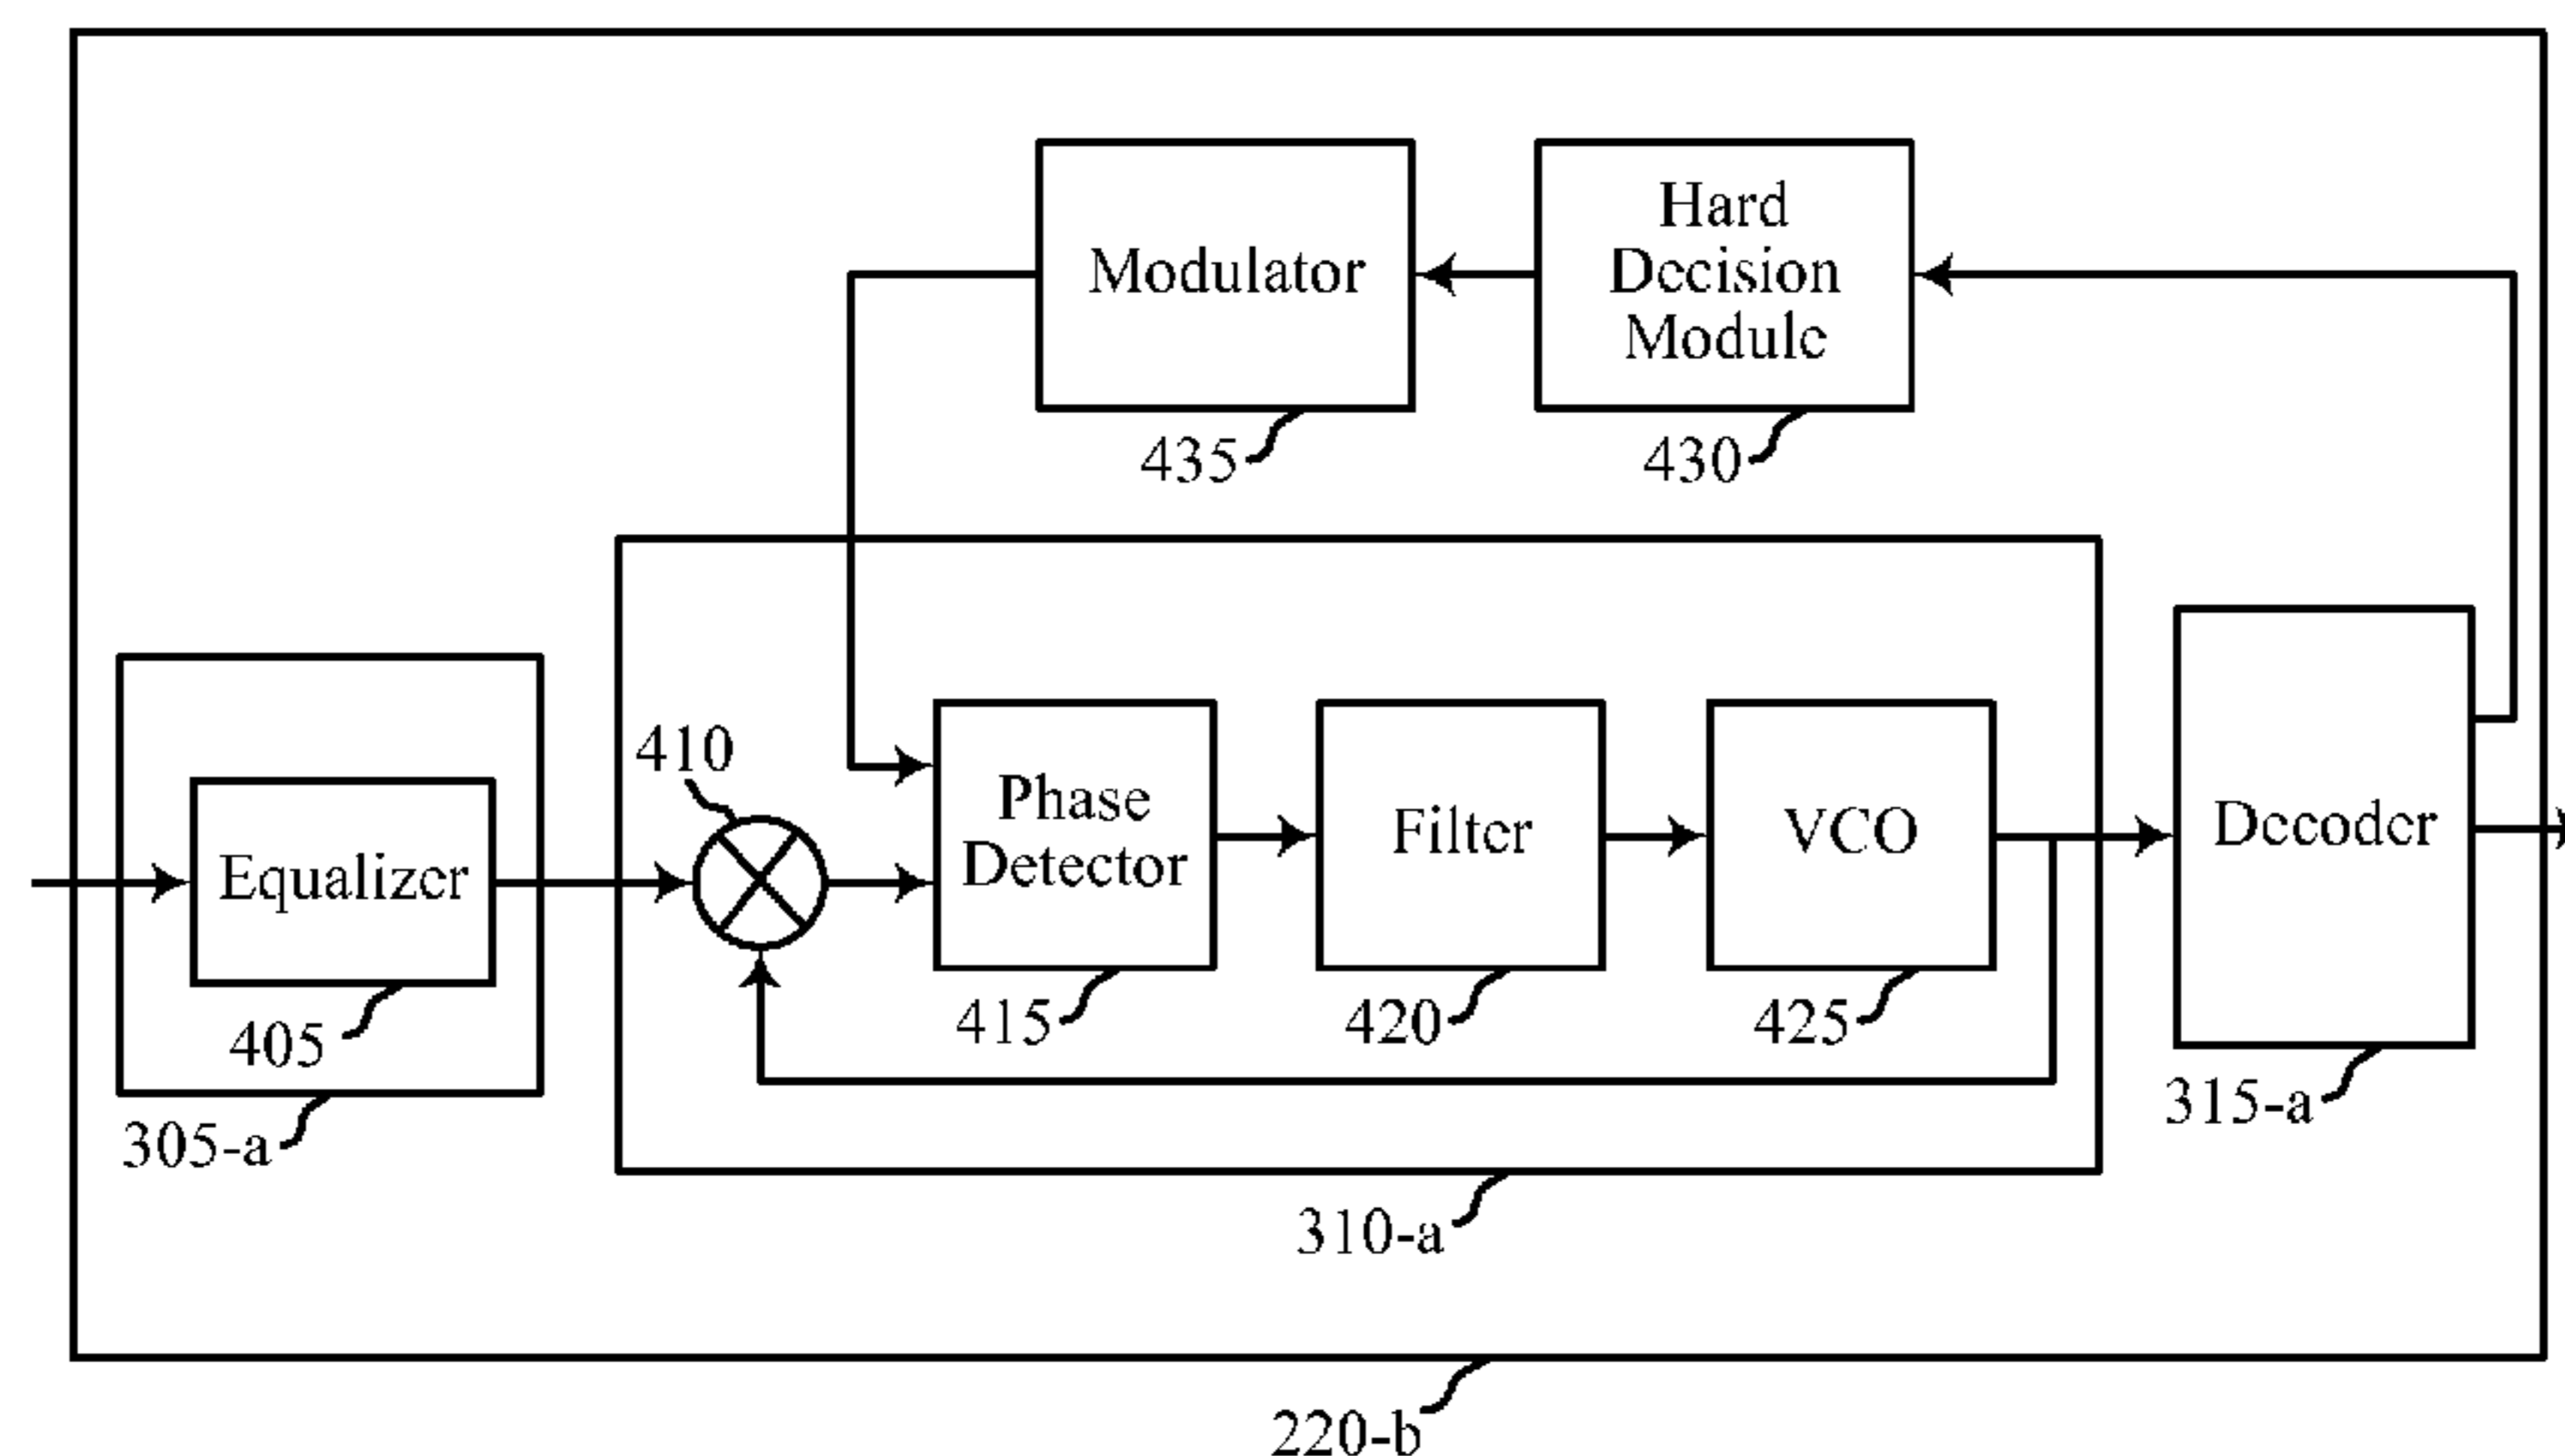 Modulator
Hard
Decision
Module
435
430
410
Phase
Detector
Filter
VCO
Decoder
Equalizer
405
415
420
425
305-a
315-a
310-a
220-b